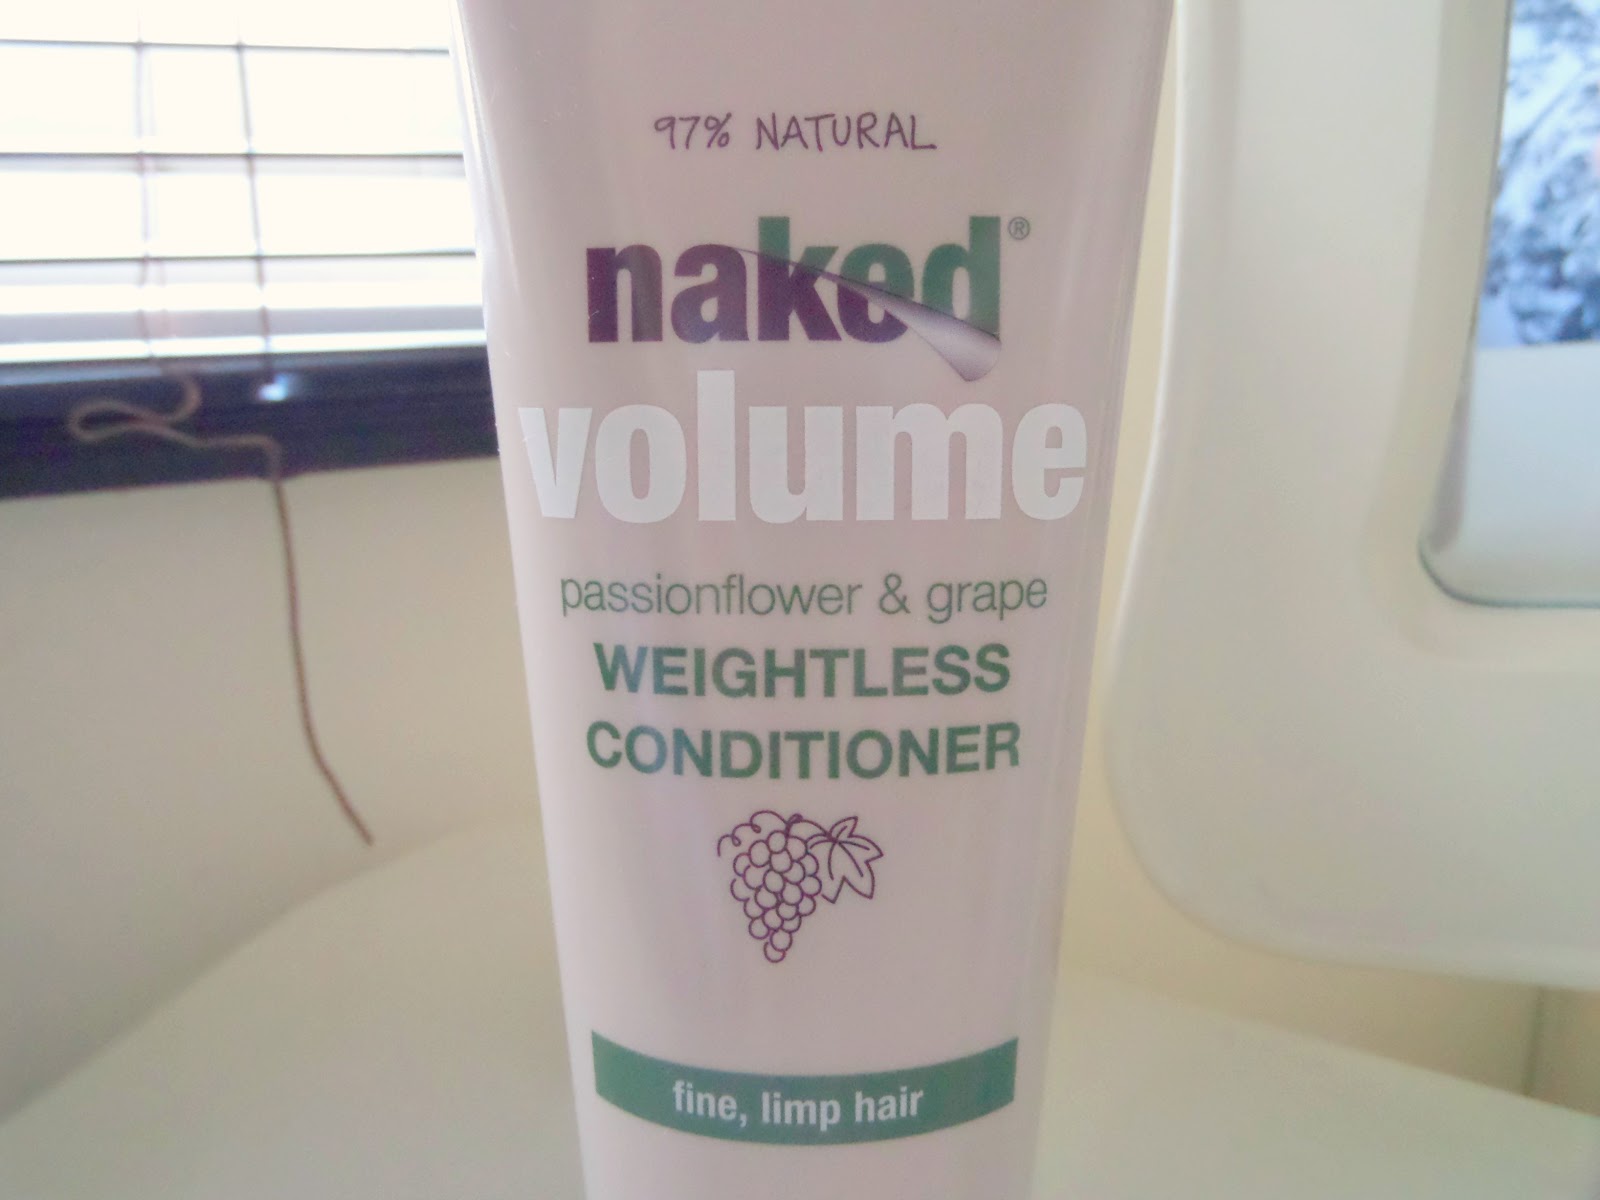 97% NATURAL
naked®
volume
passionflower & grape
WEIGHTLESS
CONDITIONER
fine, limp hair